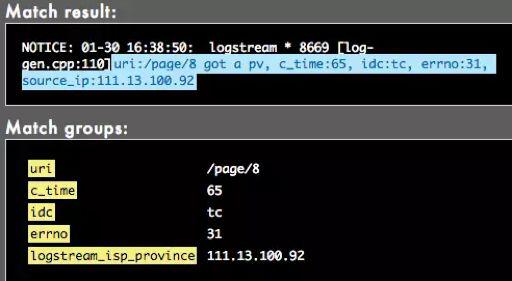 Match result:
NOTICE: 01-30 16:38:50:  logstream * 8669 [log-
gen.cpp:110]uri:/page/8 got a pv, c_time:65, idc:tc, errno:31,
source_ip:111.13.100.92
Match groups:
uri /page/8
c_time 65
idc tc
errno 31
logstream_isp_province 111.13.100.92